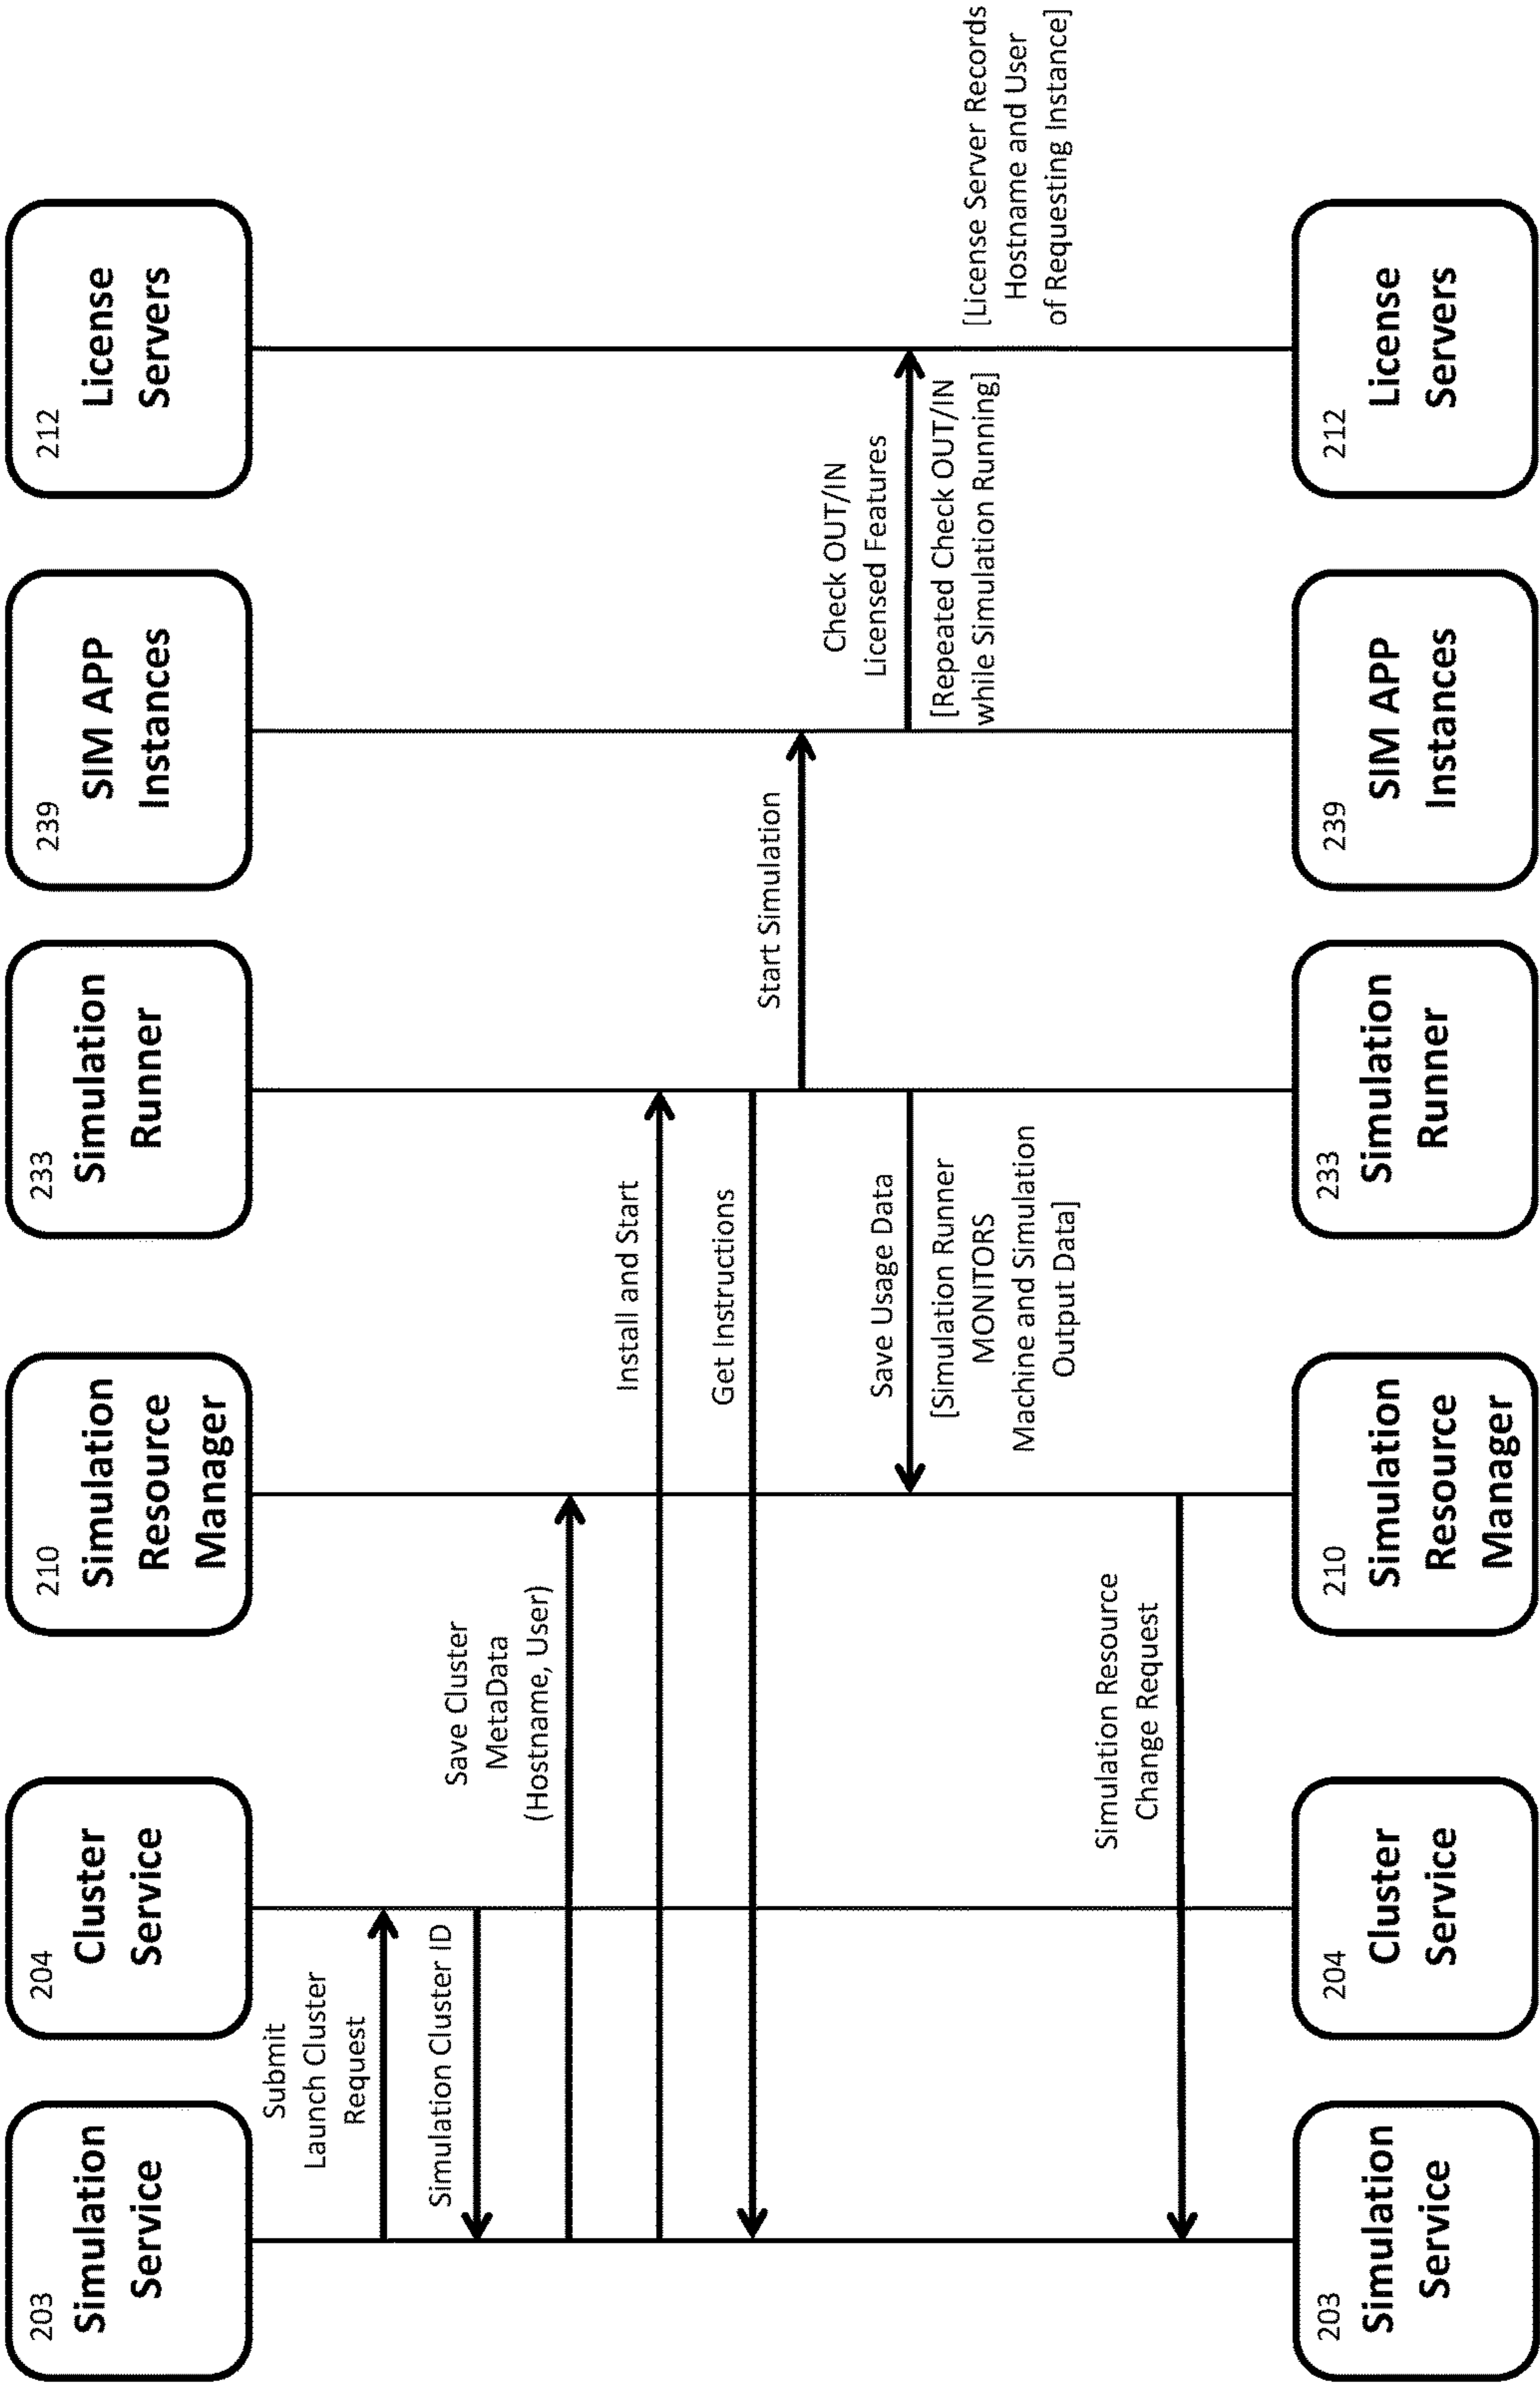 203
Simulation
Service
204
Cluster
Service
210
Simulation
Resource
Manager
233
Simulation
Runner
239
SIM APP
Instances
212
License
Servers
Submit
Launch Cluster
Request
Simulation Cluster ID
Save Cluster
MetaData
(Hostname, User)
Install and Start
Get Instructions
Start Simulation
Check OUT/IN
Licensed Features
[Repeated Check OUT/IN
while Simulation Running]
[License Server Records
Hostname and User
of Requesting Instance]
Save Usage Data
[Simulation Runner
MONITORS
Machine and Simulation
Output Data]
Simulation Resource
Change Request
203
Simulation
Service
204
Cluster
Service
210
Simulation
Resource
Manager
233
Simulation
Runner
239
SIM APP
Instances
212
License
Servers